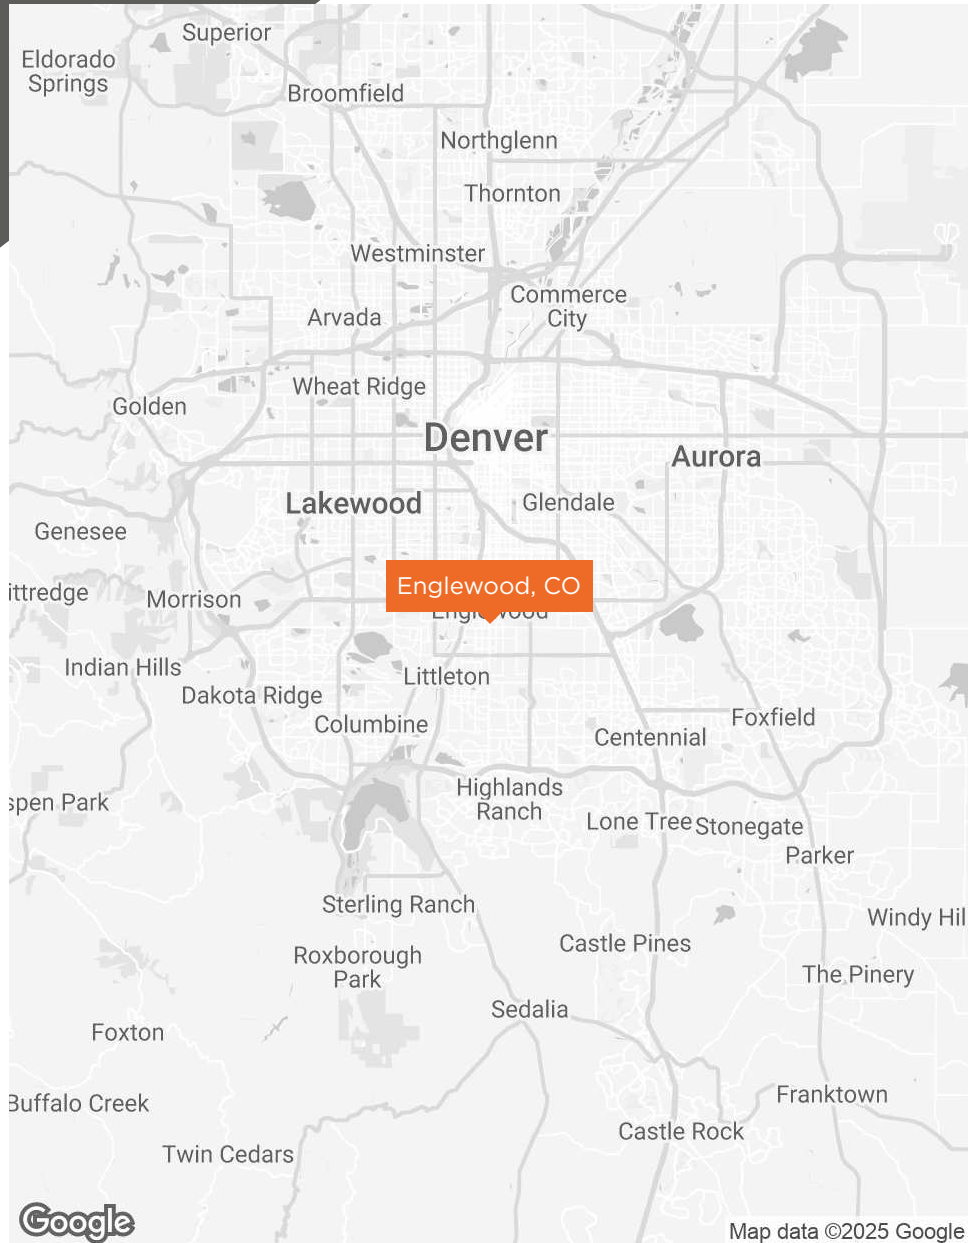 Superior
Eldorado
Springs
Broomfield
Northglenn
Thornton
Westminster
Commerce
City
Arvada
Wheat Ridge
Golden
Denver
Aurora
Lakewood
Glendale
Genesee
Englewood, CO
ittredge
Morrison
Englewood
Indian Hills
Littleton
Dakota Ridge
Columbine
Foxfield
Centennial
Highlands
Ranch
spen Park
Lone Tree
Stonegate
Parker
Sterling Ranch
Windy Hil
Castle Pines
Roxborough
Park
The Pinery
Sedalia
Foxton
Franktown
Buffalo Creek
Castle Rock
Twin Cedars
Google
Map data ©2025 Google